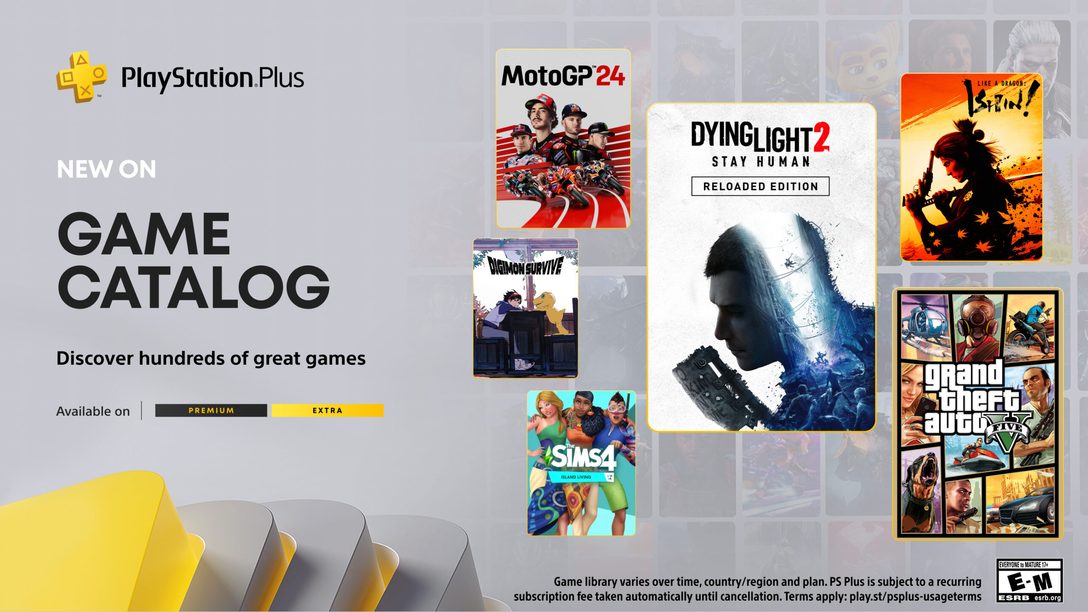 PlayStation®Plus
NEW ON
GAME
CATALOG
Discover hundreds of great games
Available on
PREMIUM
EXTRA
MotoGP™24
DYING LIGHT 2
STAY HUMAN
RELOADED EDITION
LIKE A DRAGON:
ISHIN!
DIGIMON SURVIVE
THE SIMS 4
ISLAND LIVING
grand
theft
auto
V
FIVE
Game library varies over time, country/region and plan. PS Plus is subject to a recurring
subscription fee taken automatically until cancellation. Terms apply: play.st/psplus-usageterms
EVERYONE to MATURE 17+
E-M
ESRB esrb.org